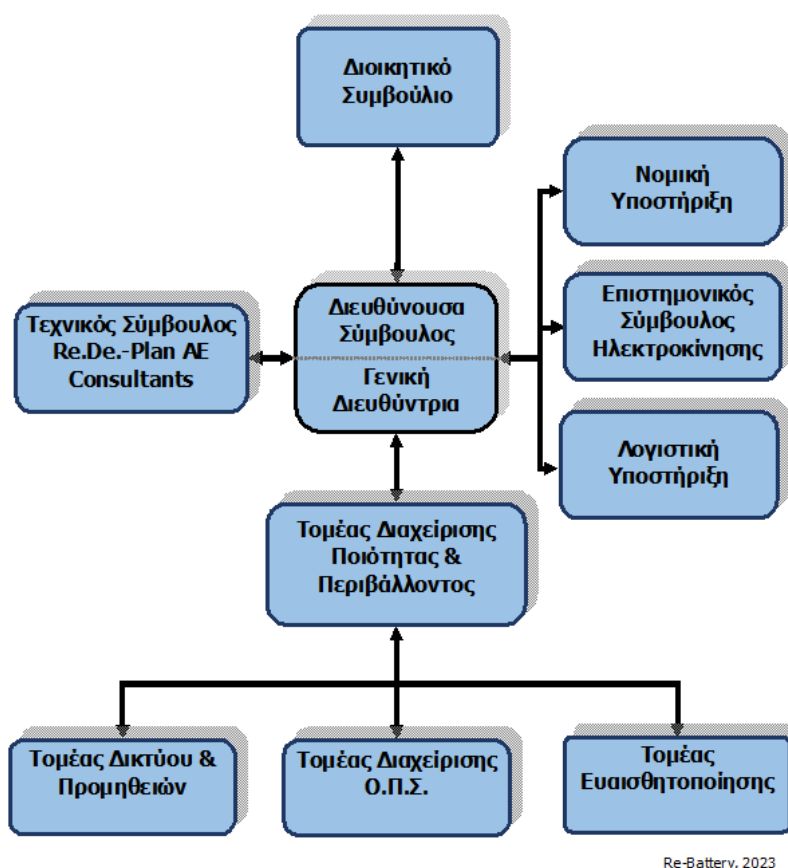 Διοικητικό
Συμβούλιο
Νομική
Υποστήριξη
Τεχνικός Σύμβουλος
Re.De.-Plan ΑΕ
Consultants
Διευθύνουσα
Σύμβουλος
Γενική
Διευθύντρια
Επιστημονικός
Σύμβουλος
Ηλεκτροκίνησης
Λογιστική
Υποστήριξη
Τομέας Διαχείρισης
Ποιότητας &
Περιβάλλοντος
Τομέας Δικτύου &
Προμηθειών
Τομέας Διαχείρισης
Ο.Π.Σ.
Τομέας
Ευαισθητοποίησης
Re-Battery, 2023